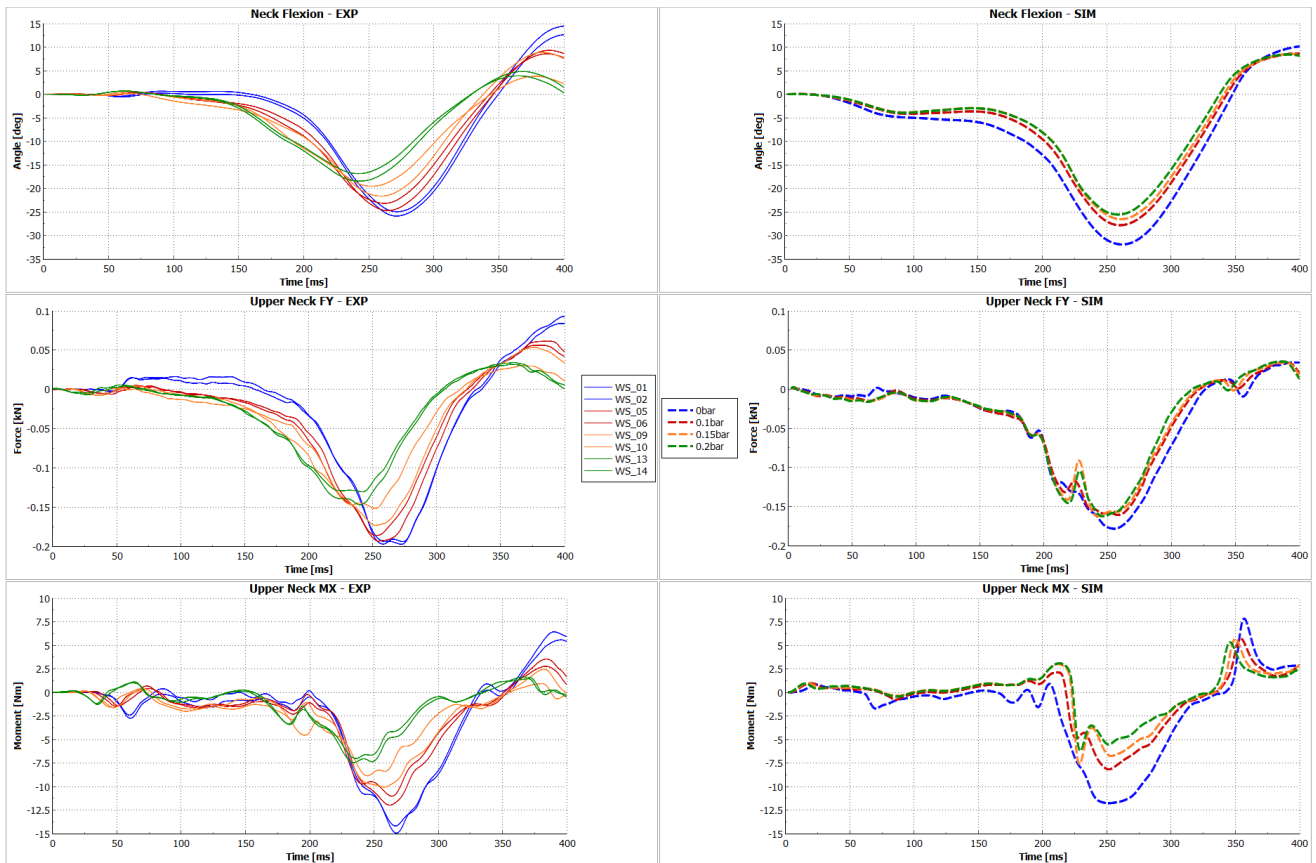 Neck Flexion - EXP
15
10
5
0
-5
-10
-15
-20
-25
-30
-35
Angle [deg]
0 50 100 150 200 250 300 350 400
Time [ms]
Neck Flexion - SIM
15
10
5
0
-5
-10
-15
-20
-25
-30
-35
Angle [deg]
0 50 100 150 200 250 300 350 400
Time [ms]
Upper Neck FY - EXP
0.1
0.05
0
-0.05
-0.1
-0.15
-0.2
Force [kN]
0 50 100 150 200 250 300 350 400
Time [ms]
WS_01
WS_02
WS_05
WS_06
WS_09
WS_10
WS_13
WS_14
Upper Neck FY - SIM
0.1
0.05
0
-0.05
-0.1
-0.15
-0.2
Force [kN]
0 50 100 150 200 250 300 350 400
Time [ms]
0bar
0.1bar
0.15bar
0.2bar
Upper Neck MX - EXP
10
7.5
5
2.5
0
-2.5
-5
-7.5
-10
-12.5
-15
Moment [Nm]
0 50 100 150 200 250 300 350 400
Time [ms]
Upper Neck MX - SIM
10
7.5
5
2.5
0
-2.5
-5
-7.5
-10
-12.5
-15
Moment [Nm]
0 50 100 150 200 250 300 350 400
Time [ms]